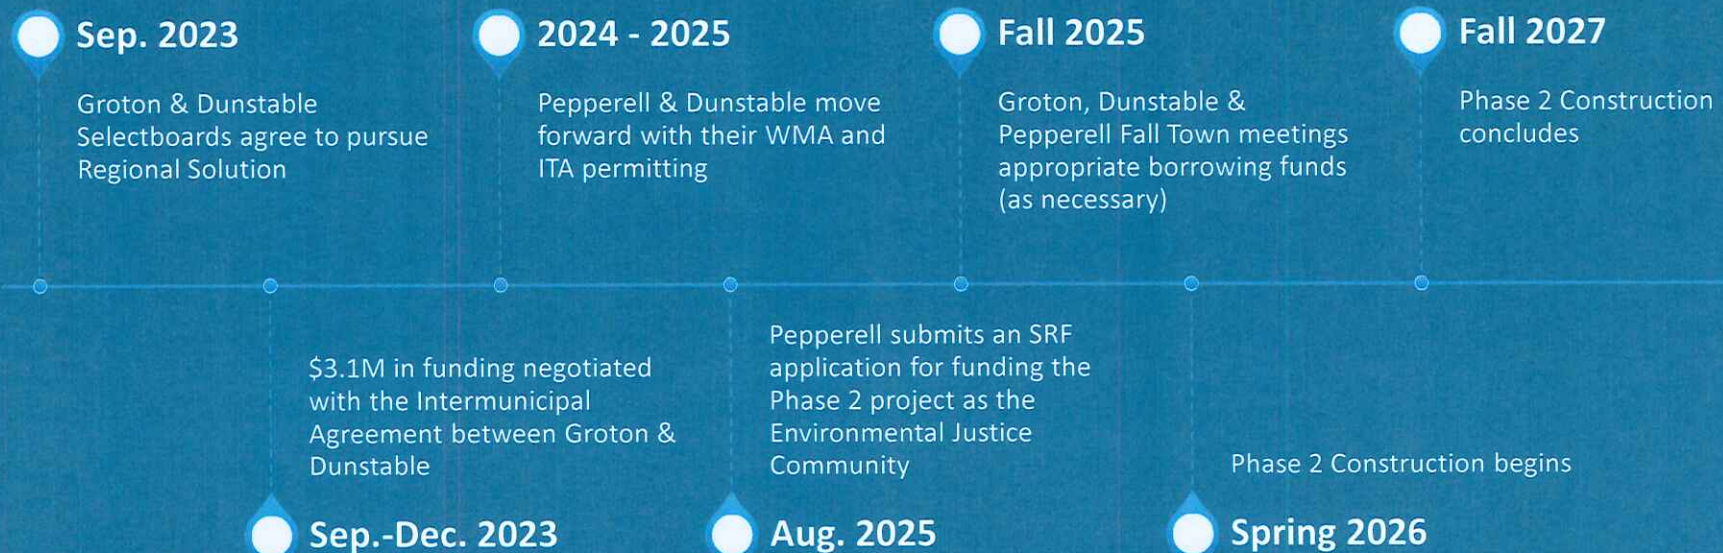 Sep. 2023
Groton & Dunstable
Selectboards agree to pursue
Regional Solution
2024 - 2025
Pepperell & Dunstable move
forward with their WMA and
ITA permitting
Fall 2025
Groton, Dunstable &
Pepperell Fall Town meetings
appropriate borrowing funds
(as necessary)
Fall 2027
Phase 2 Construction
concludes
$3.1M in funding negotiated
with the Intermunicipal
Agreement between Groton &
Dunstable
Sep.-Dec. 2023
Pepperell submits an SRF
application for funding the
Phase 2 project as the
Environmental Justice
Community
Aug. 2025
Phase 2 Construction begins
Spring 2026